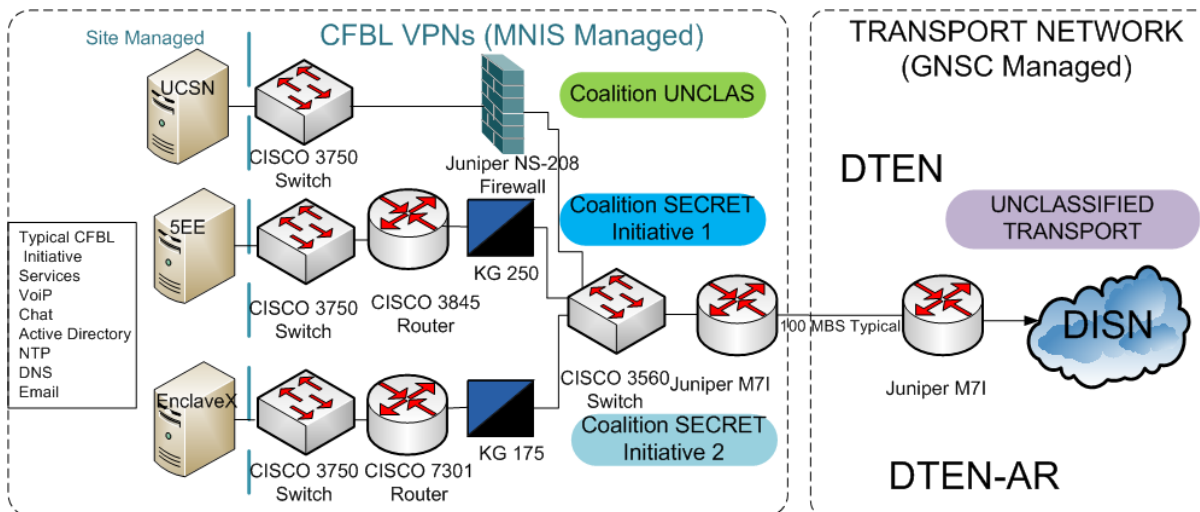 Site Managed
CFBL VPNs (MNIS Managed)
TRANSPORT NETWORK
(GNSC Managed)
UCSN
CISCO 3750
Switch
Juniper NS-208
Firewall
Coalition UNCLAS
DTEN
UNCLASSIFIED
TRANSPORT
Typical CFBL
Initiative
Services
VoiP
Chat
Active Directory
NTP
DNS
Email
5EE
CISCO 3750
Switch
CISCO 3845
Router
KG 250
Coalition SECRET
Initiative 1
CISCO 3560
Switch
Juniper M7I
100 MBS Typical
Juniper M7I
DISN
EnclaveX
CISCO 3750
Switch
CISCO 7301
Router
KG 175
Coalition SECRET
Initiative 2
DTEN-AR